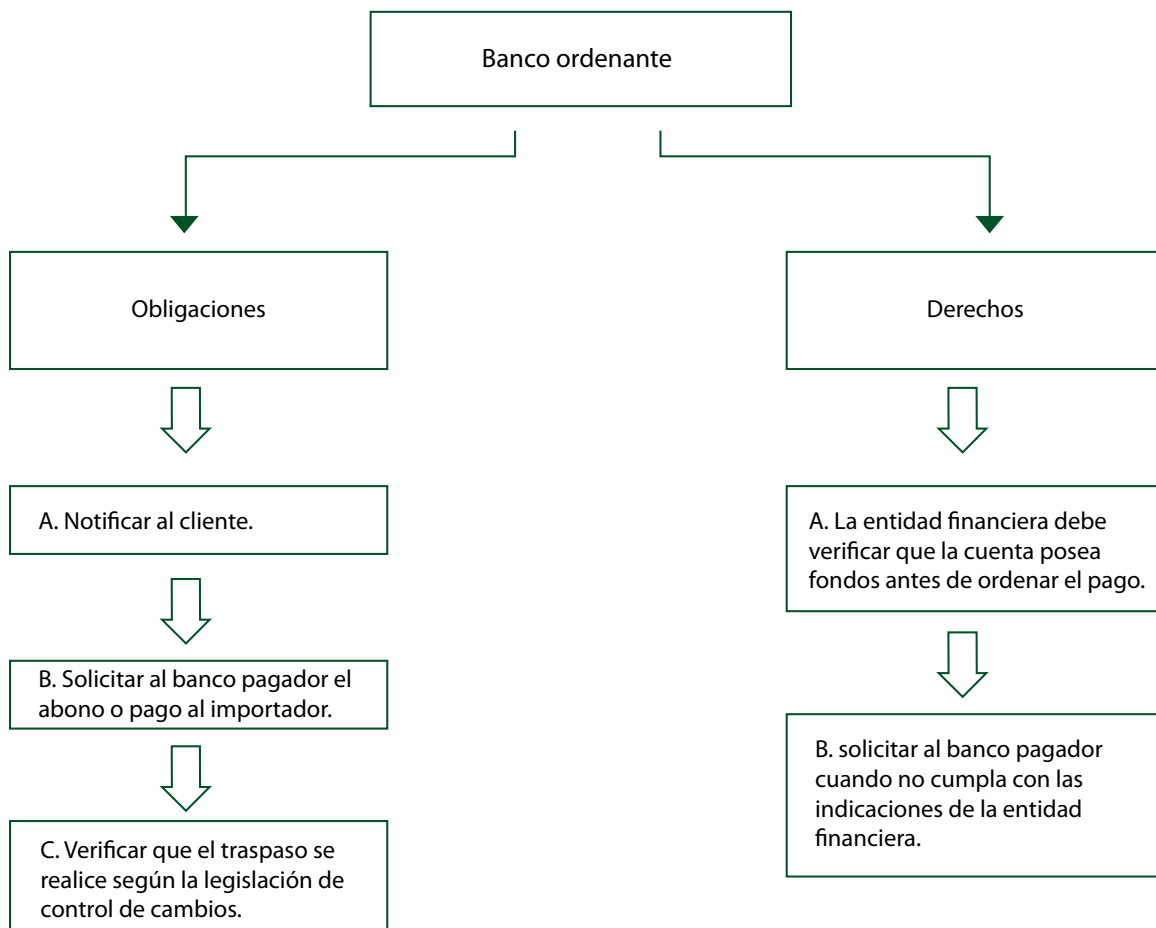 Banco ordenante
Obligaciones
Derechos
A. Notificar al cliente.
B. Solicitar al banco pagador el
abono o pago al importador.
C. Verificar que el traspaso se
realice según la legislación de
control de cambios.
A. La entidad financiera debe
verificar que la cuenta posea
fondos antes de ordenar el pago.
B. solicitar al banco pagador
cuando no cumpla con las
indicaciones de la entidad
financiera.